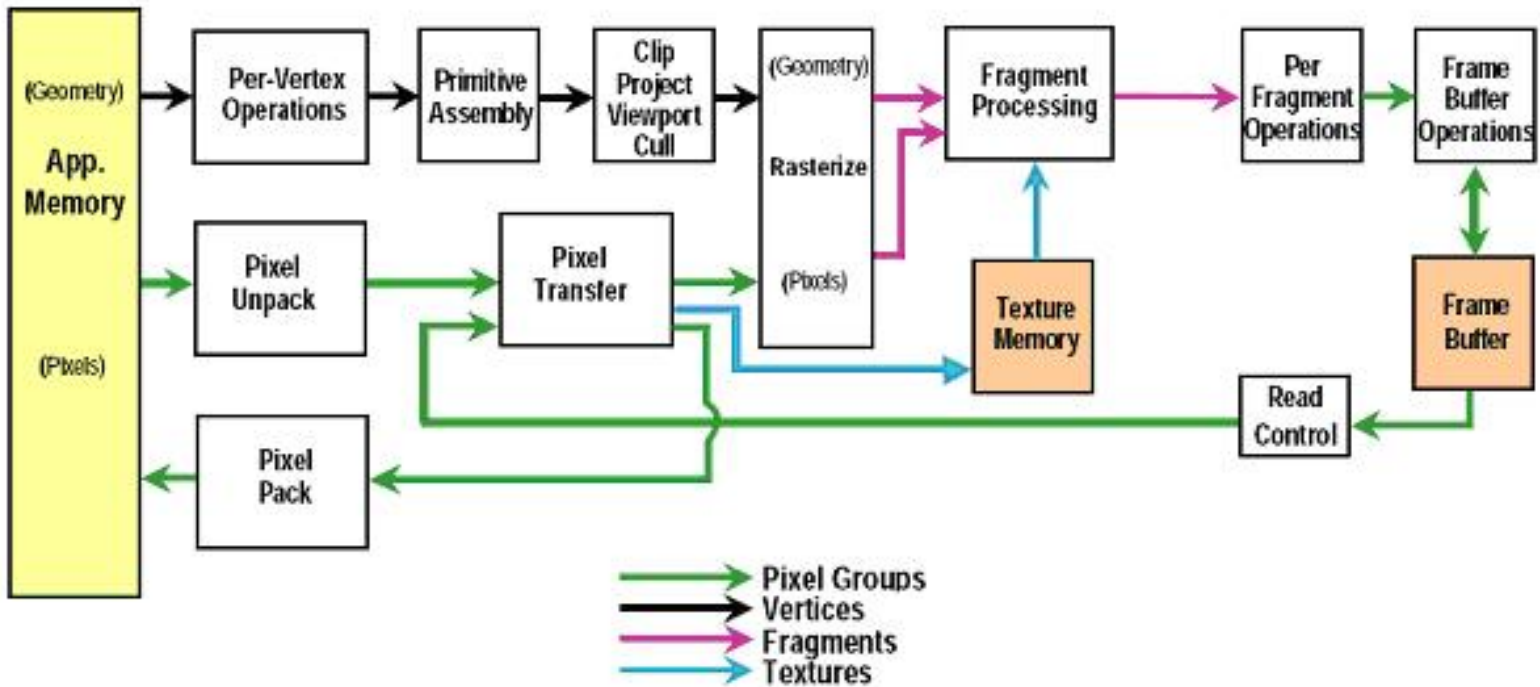 (Geometry)
App.
Memory
(Pixels)
Per-Vertex
Operations
Primitive
Assembly
Clip
Project
Viewport
Cull
(Geometry)
Rasterize
(Pixels)
Fragment
Processing
Per
Fragment
Operations
Frame
Buffer
Operations
Pixel
Unpack
Pixel
Transfer
Texture
Memory
Frame
Buffer
Read
Control
Pixel
Pack
Pixel Groups
Vertices
Fragments
Textures